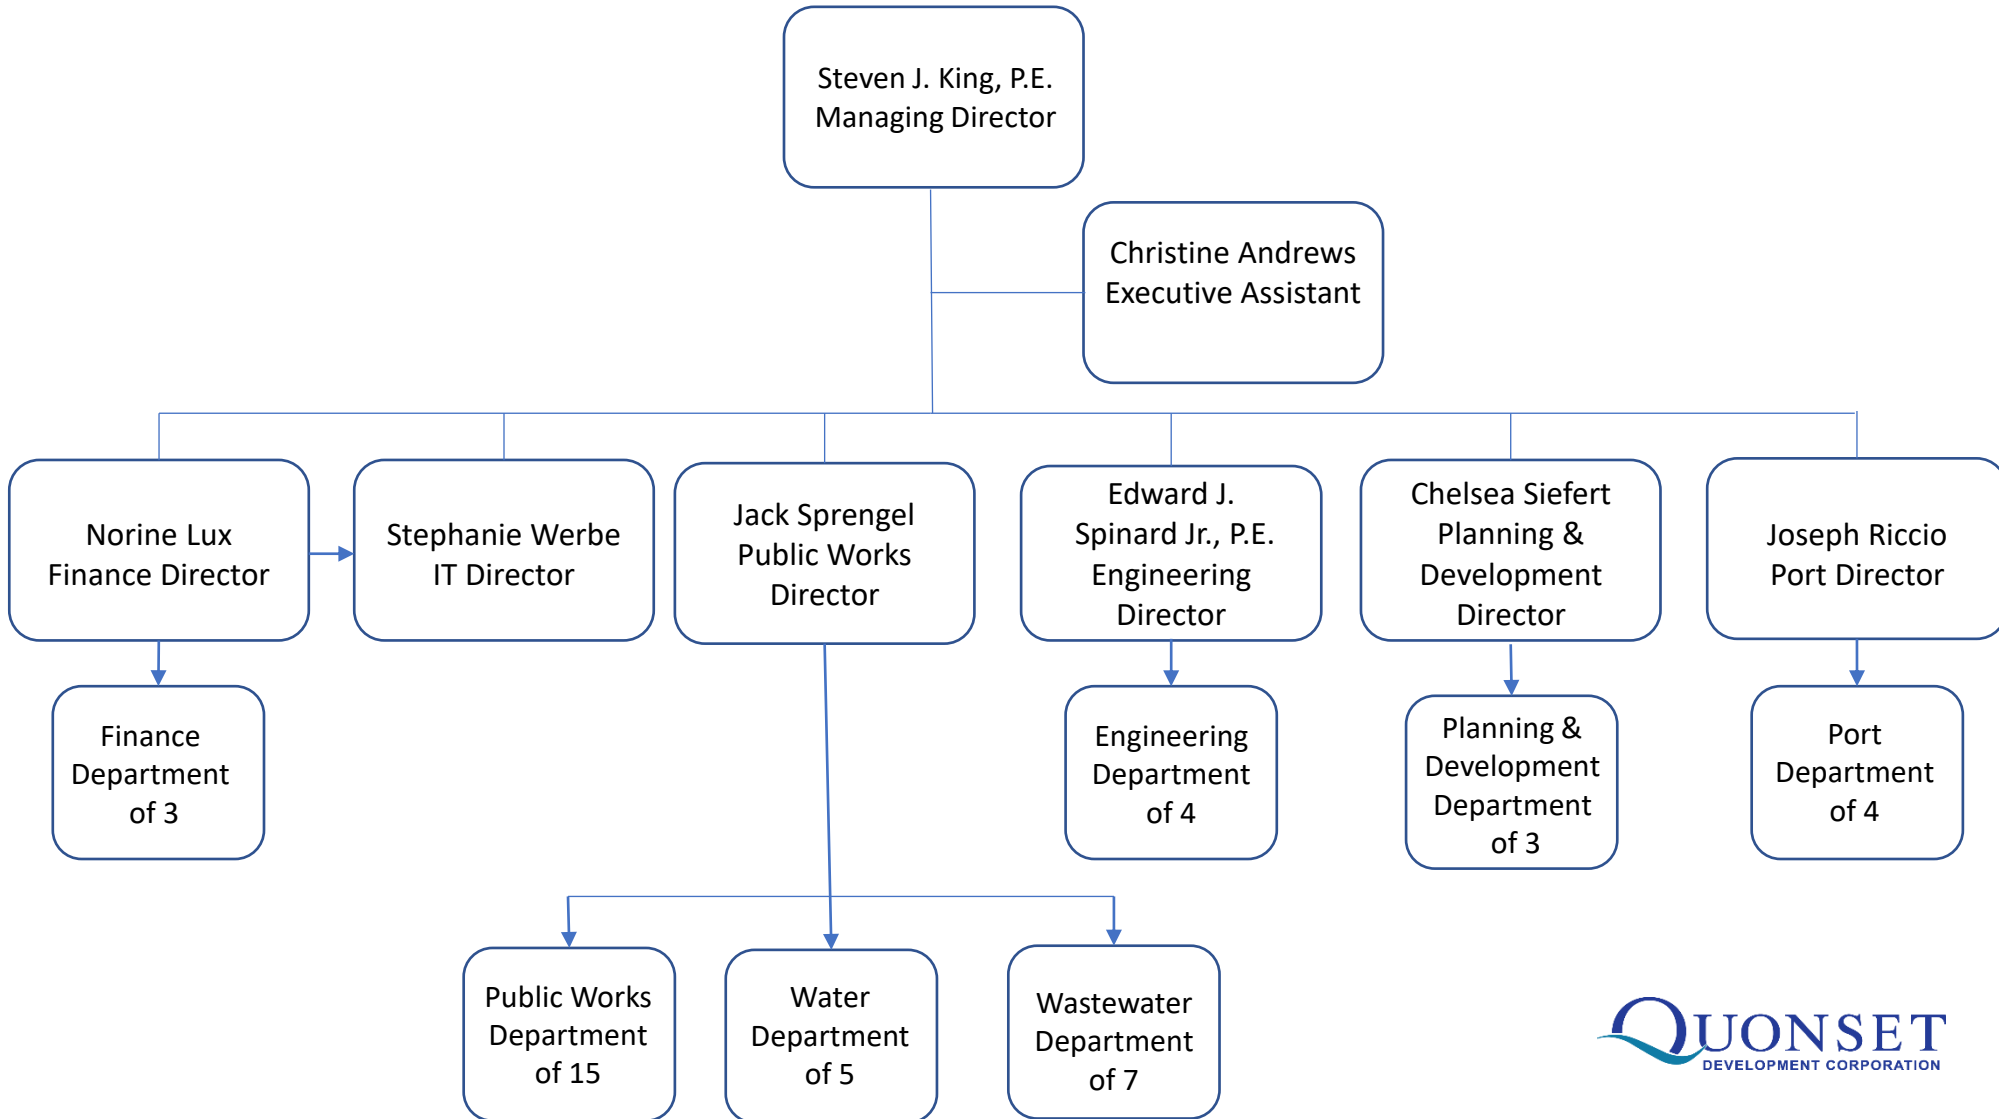 Steven J. King, P.E.
Managing Director
Christine Andrews
Executive Assistant
Norine Lux
Finance Director
Stephanie Werbe
IT Director
Jack Sprengel
Public Works
Director
Edward J.
Spinard Jr., P.E.
Engineering
Director
Chelsea Siefert
Planning &
Development
Director
Joseph Riccio
Port Director
Finance
Department
of 3
Engineering
Department
of 4
Planning &
Development
Department
of 3
Port
Department
of 4
Public Works
Department
of 15
Water
Department
of 5
Wastewater
Department
of 7
QUONSET
DEVELOPMENT CORPORATION